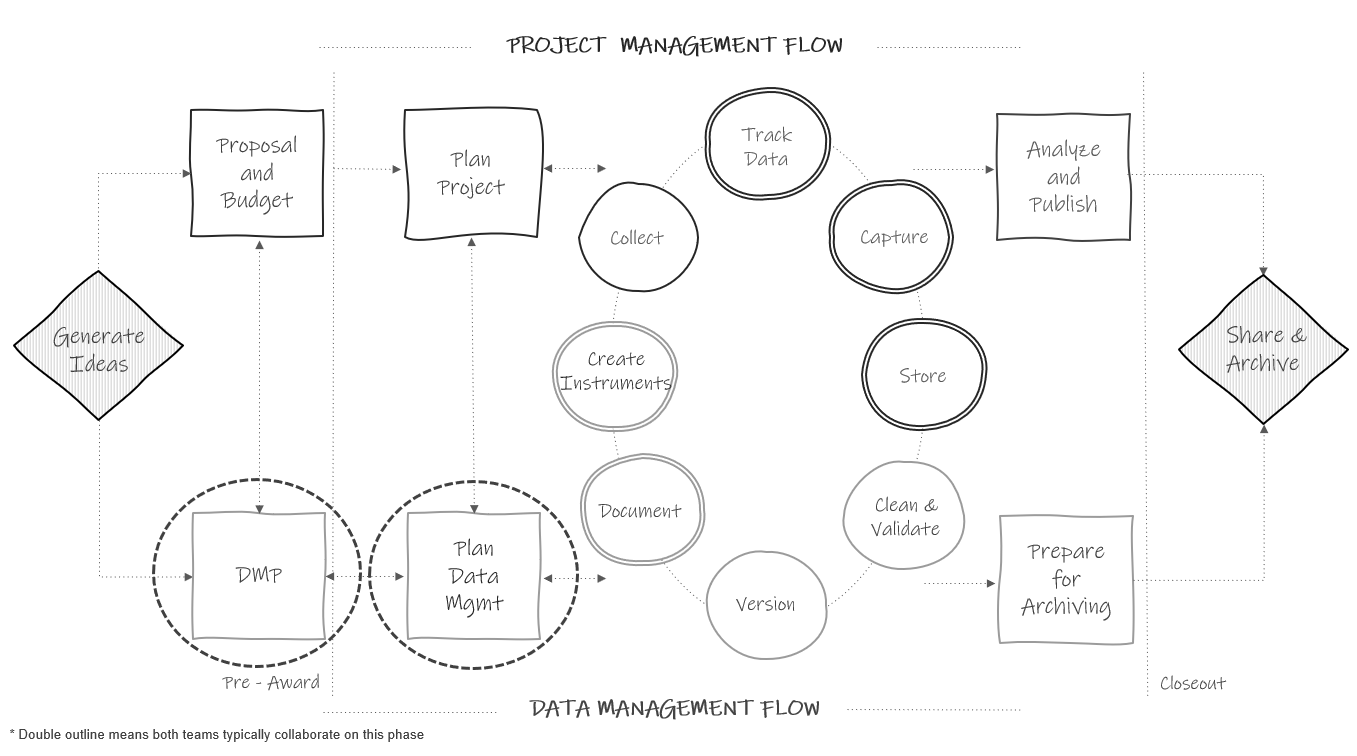 PROJECT MANAGEMENT FLOW
Proposal
and
Budget
Plan
Project
Track
Data
Analyze
and
Publish
Collect
Capture
Generate
Ideas
Create
Instruments
Store
Share &
Archive
Document
Clean &
Validate
DMP
Plan
Data
Mgmt
Version
Prepare
for
Archiving
Pre - Award
Closeout
DATA MANAGEMENT FLOW
* Double outline means both teams typically collaborate on this phase